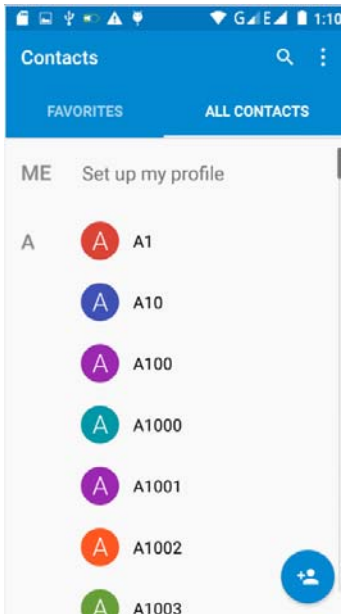 G E 1:10
Contacts
FAVORITES ALL CONTACTS
ME Set up my profile
A A A1
A A10
A A100
A A1000
A A1001
A A1002
A A1003